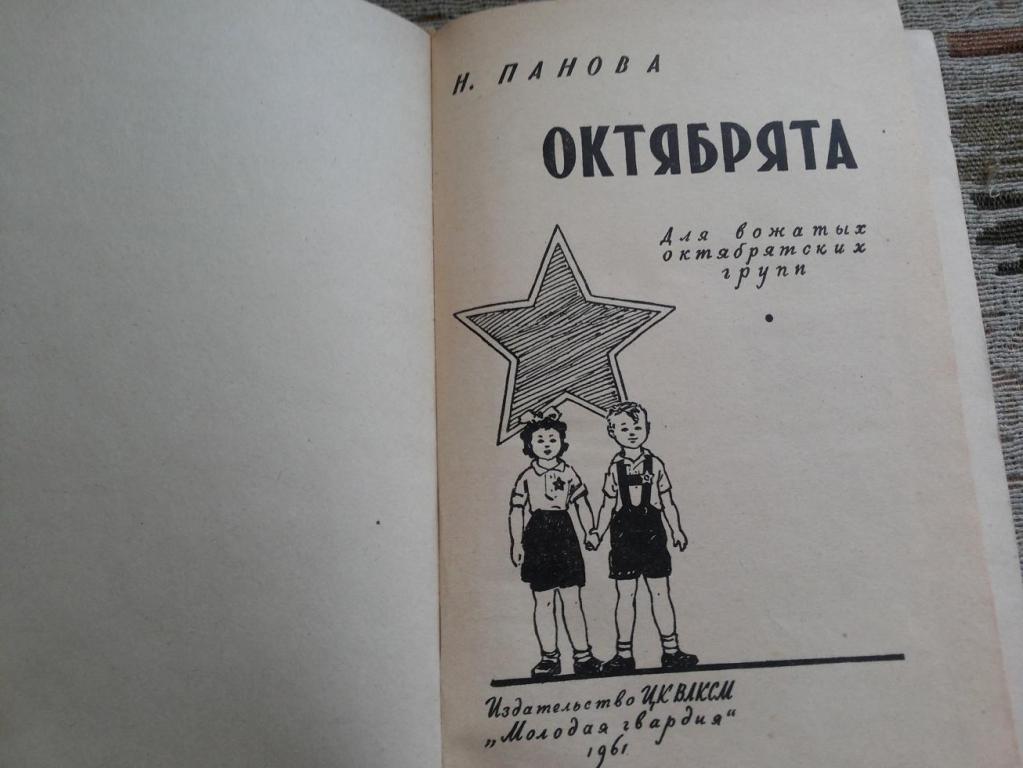 Н. ПАНОВА
ОКТЯБРЯТА
Для вожатых
октябрятских
групп
Издательство ЦК ВЛКСМ
„Молодая гвардия“
1961